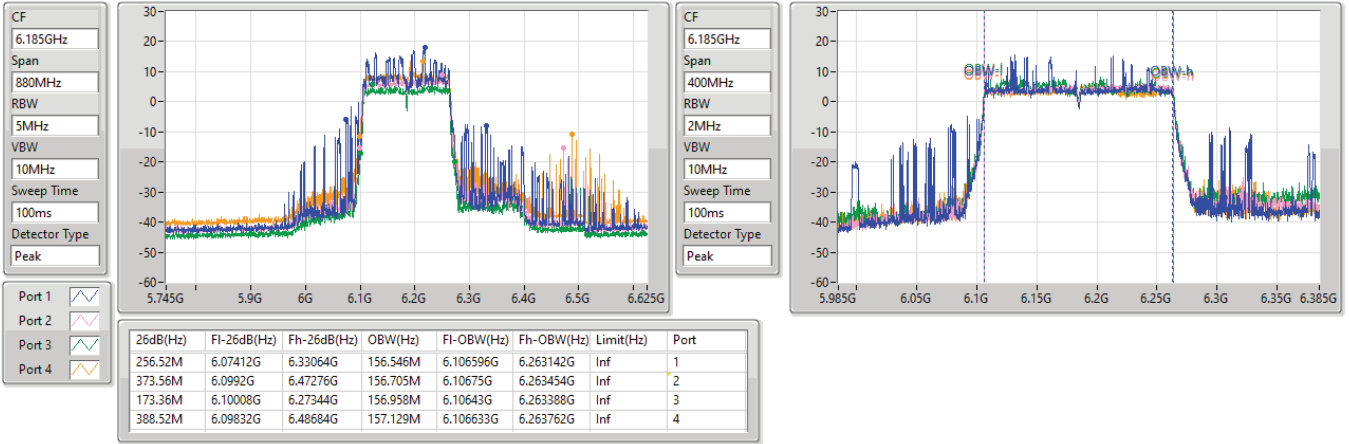 CF
6.185GHz
Span
880MHz
RBW
5MHz
VBW
10MHz
Sweep Time
100ms
Detector Type
Peak
30
20
10
0
-10
-20
-30
-40
-50
-60
5.745G 5.9G 6G 6.1G 6.2G 6.3G 6.4G 6.5G 6.625G
CF
6.185GHz
Span
400MHz
RBW
2MHz
VBW
10MHz
Sweep Time
100ms
Detector Type
Peak
30
20
10
0
-10
-20
-30
-40
-50
-60
OBW-l OBW-h
5.985G 6.05G 6.1G 6.15G 6.2G 6.25G 6.3G 6.35G 6.385G
Port 1
Port 2
Port 3
Port 4
26dB(Hz) Fl-26dB(Hz) Fh-26dB(Hz) OBW(Hz) Fl-OBW(Hz) Fh-OBW(Hz) Limit(Hz) Port
256.52M 6.07412G 6.33064G 156.546M 6.106596G 6.263142G Inf 1
373.56M 6.0992G 6.47276G 156.705M 6.10675G 6.263454G Inf 2
173.36M 6.10008G 6.27344G 156.958M 6.10643G 6.263388G Inf 3
388.52M 6.09832G 6.48684G 157.129M 6.106633G 6.263762G Inf 4